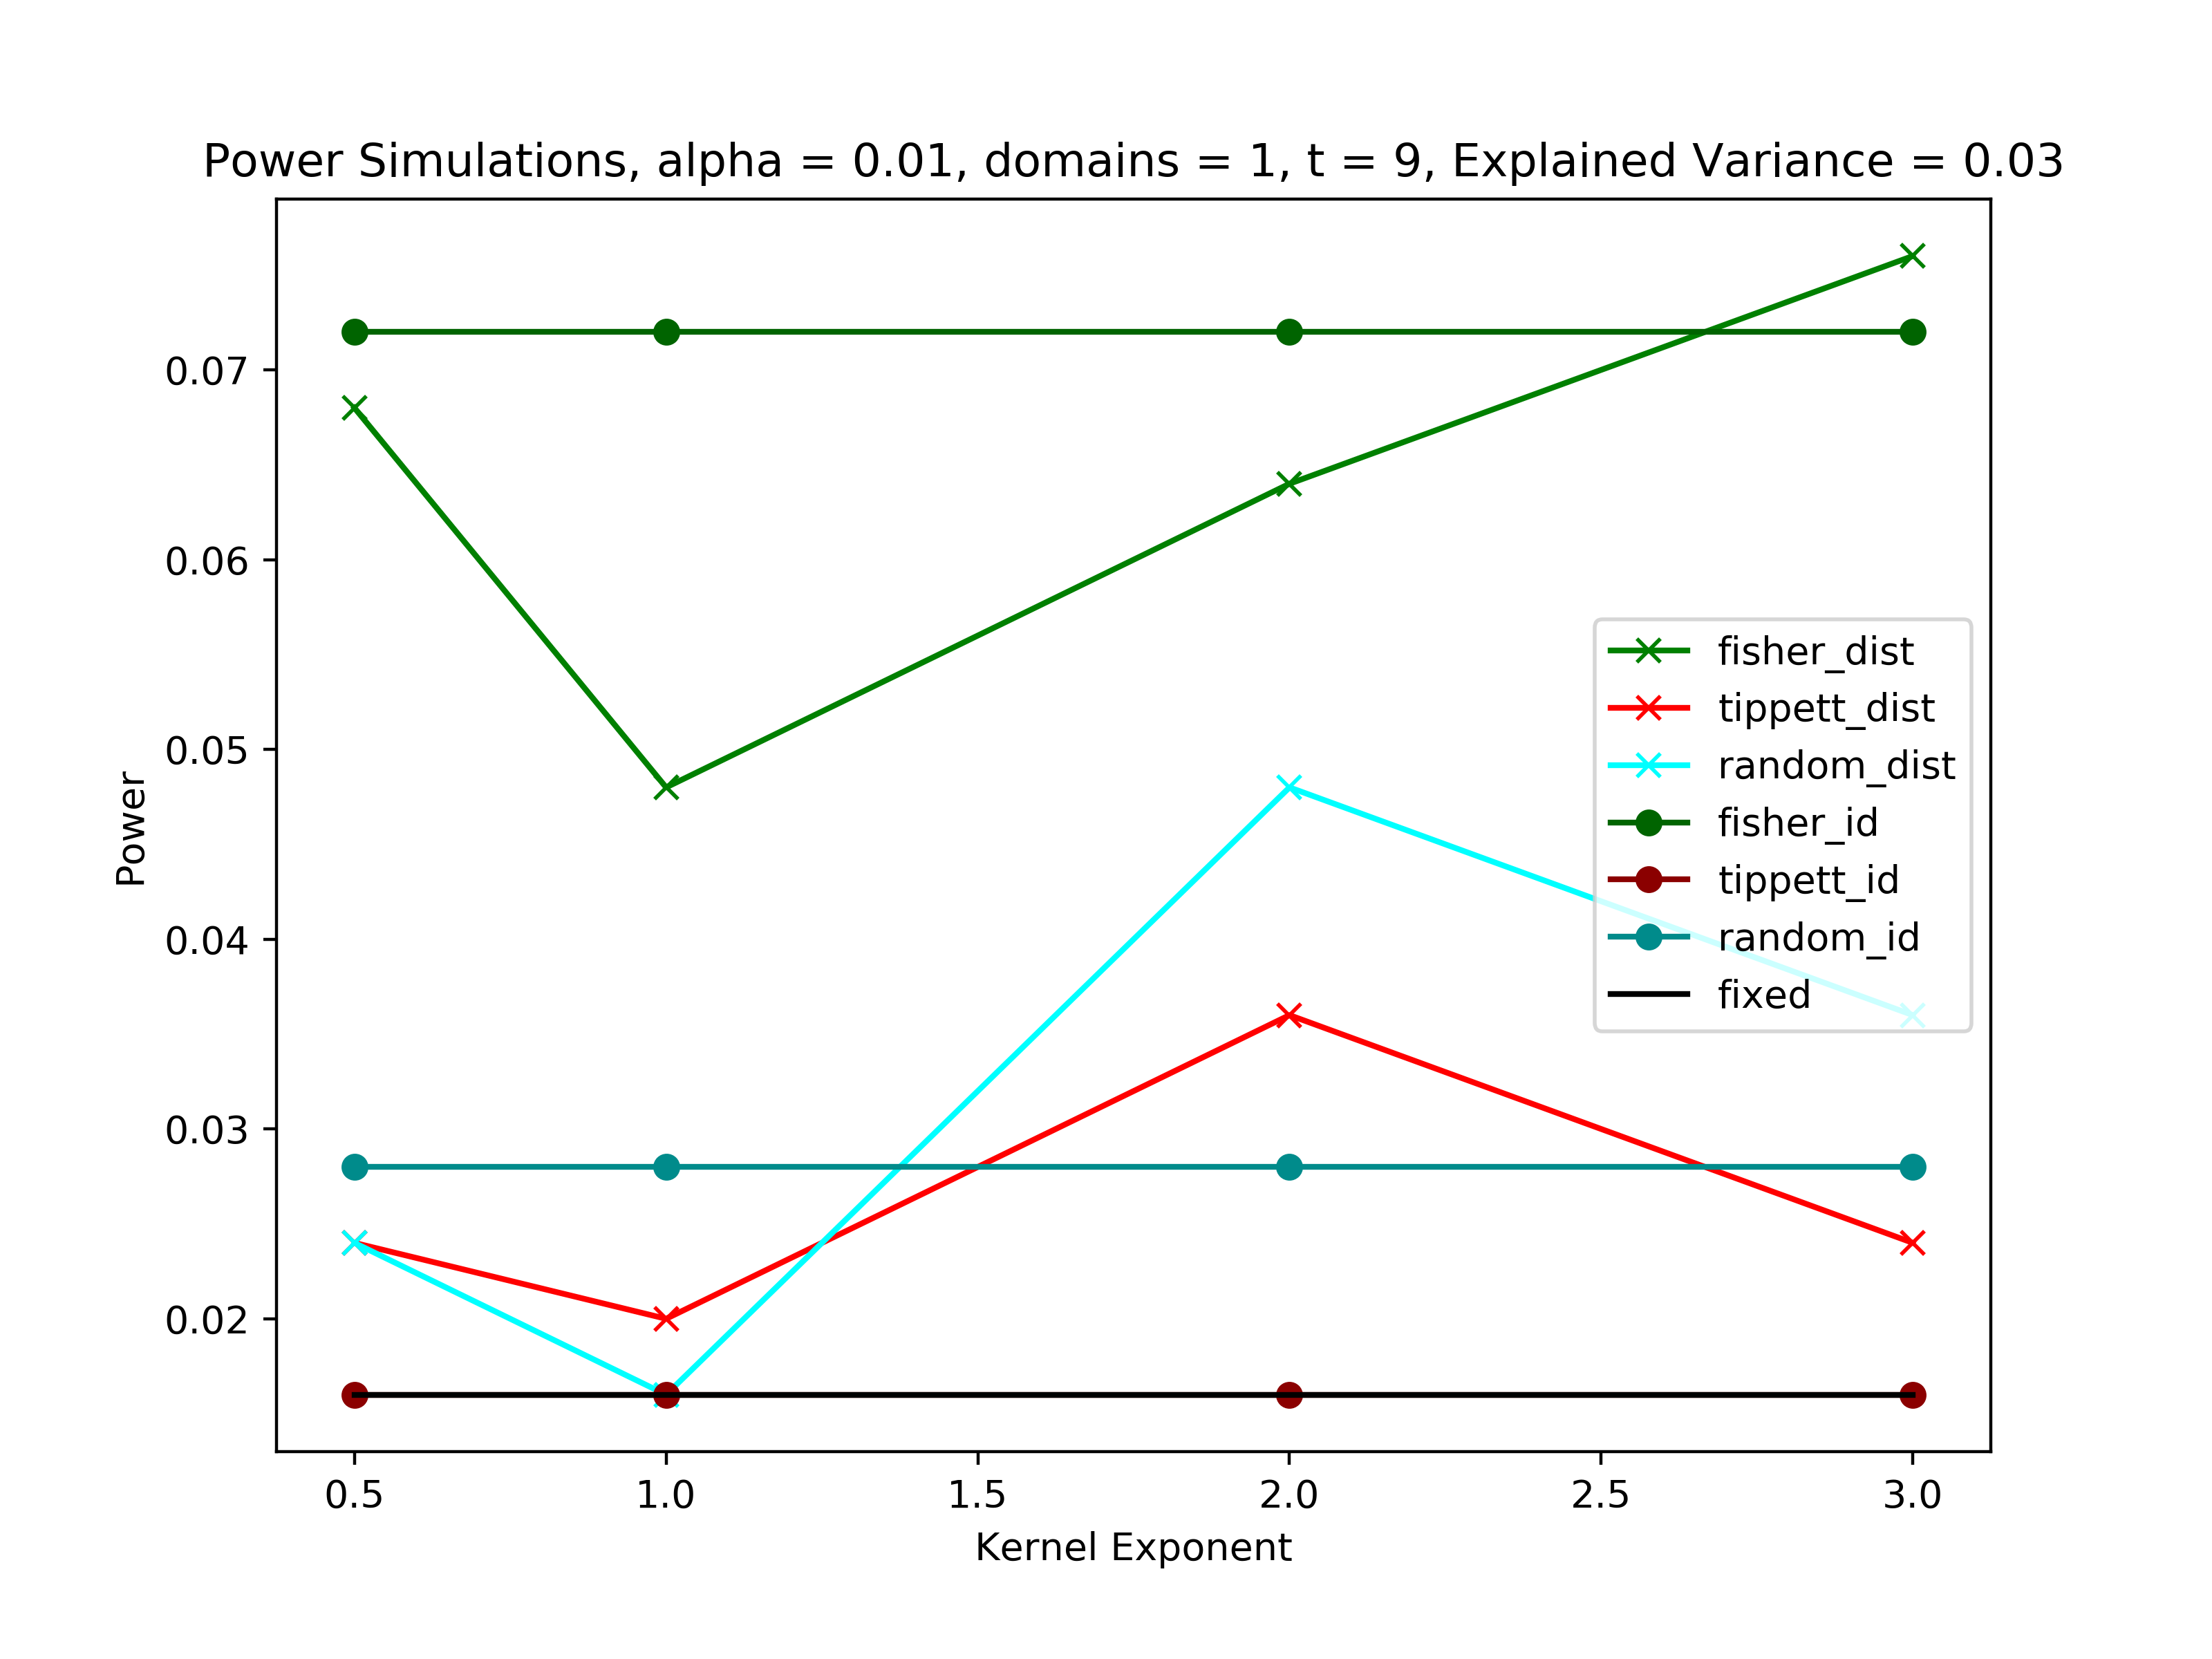 Power Simulations, alpha = 0.01, domains = 1, t = 9, Explained Variance = 0.03
0.07
0.06
0.05
0.04
0.03
0.02
Power
fisher_dist
tippett_dist
random_dist
fisher_id
tippett_id
random_id
fixed
0.5 1.0 1.5 2.0 2.5 3.0
Kernel Exponent